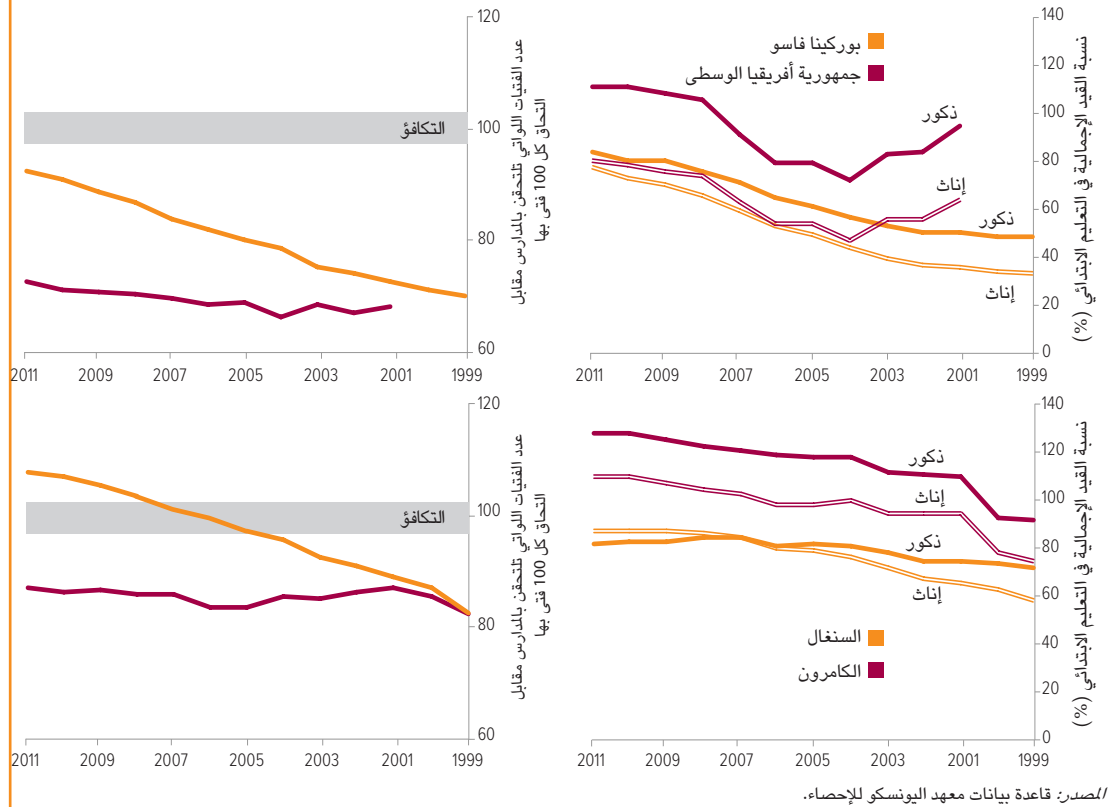 نسبة القيد الإجمالية في التعليم الابتدائي (%)
140
120
100
80
60
40
20
0
بوركينا فاسو
جمهورية أفريقيا الوسطى
ذكور
إناث
ذكور
إناث
1999
2001
2003
2005
2007
2009
2011
عدد الفتيات اللواتي تلتحقن بالمدارس مقابل
التحاق كل 100 فتى بها
120
100
80
60
التكافؤ
1999
2001
2003
2005
2007
2009
2011
نسبة القيد الإجمالية في التعليم الابتدائي (%)
140
120
100
80
60
40
20
0
ذكور
إناث
ذكور
إناث
السنغال
الكامرون
1999
2001
2003
2005
2007
2009
2011
عدد الفتيات اللواتي تلتحقن بالمدارس مقابل
التحاق كل 100 فتى بها
120
100
80
60
التكافؤ
1999
2001
2003
2005
2007
2009
2011
المصدر: قاعدة بيانات معهد اليونسكو للإحصاء.